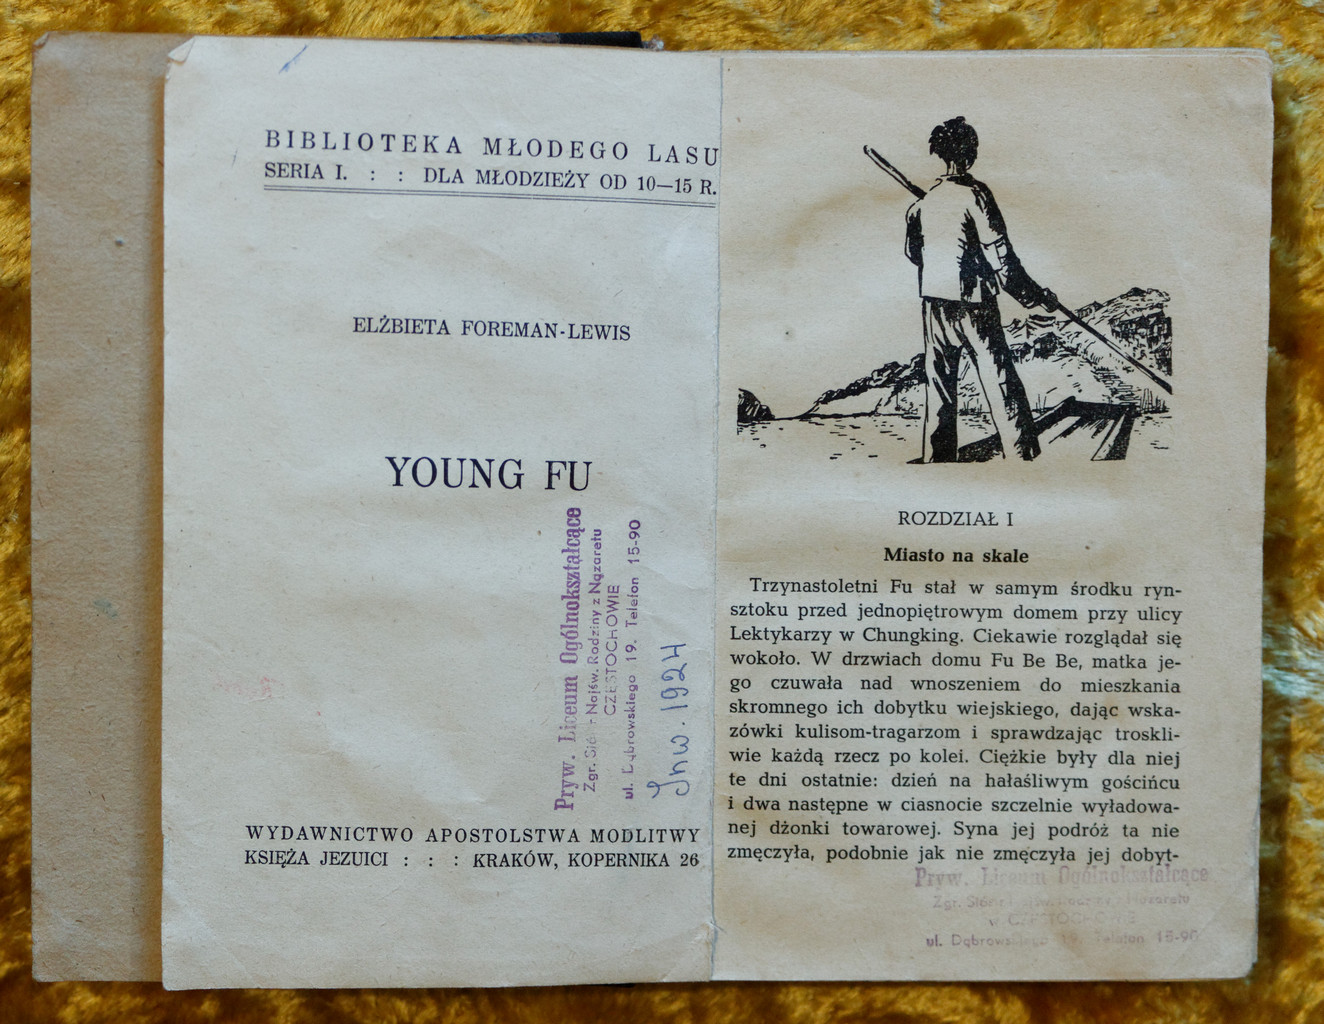 BIBLIOTEKA MŁODEGO LASU
SERIA I. : : DLA MŁODZIEŻY OD 10—15 R.
ELŻBIETA FOREMAN-LEWIS
YOUNG FU
Pryw. Liceum Ogólnokształcące
Zgr. Sióstr Najśw. Rodziny z Nazaretu
CZĘSTOCHOWIE
ul. Dąbrowskiego 19. Telefon 15-90
Inw. 1924
WYDAWNICTWO APOSTOLSTWA MODLITWY
KSIĘŻA JEZUICI : : : KRAKÓW, KOPERNIKA 26
ROZDZIAŁ I
Miasto na skale
Trzynastoletni Fu stał w samym środku ryn-
sztoku przed jednopiętrowym domem przy ulicy
Lektykarzy w Chungking. Ciekawie rozglądał się
wokoło. W drzwiach domu Fu Be Be, matka je-
go czuwała nad wnoszeniem do mieszkania
skromnego ich dobytku wiejskiego, dając wska-
zówki kulisom-tragarzom i sprawdzając troskli-
wie każdą rzecz po kolei. Ciężkie były dla niej
te dni ostatnie: dzień na hałaśliwym gościńcu
i dwa następne w ciasnocie szczelnie wyładowa-
nej dżonki towarowej. Syna jej podróż ta nie
zmęczyła, podobnie jak nie zmęczyła jej dobyt-
Pryw. Liceum Ogólnokształcące
Zgr. Sióstr Najśw. Rodziny z Nazaretu
w CZĘSTOCHOWIE
ul. Dąbrowskiego 19. Telefon 15-90